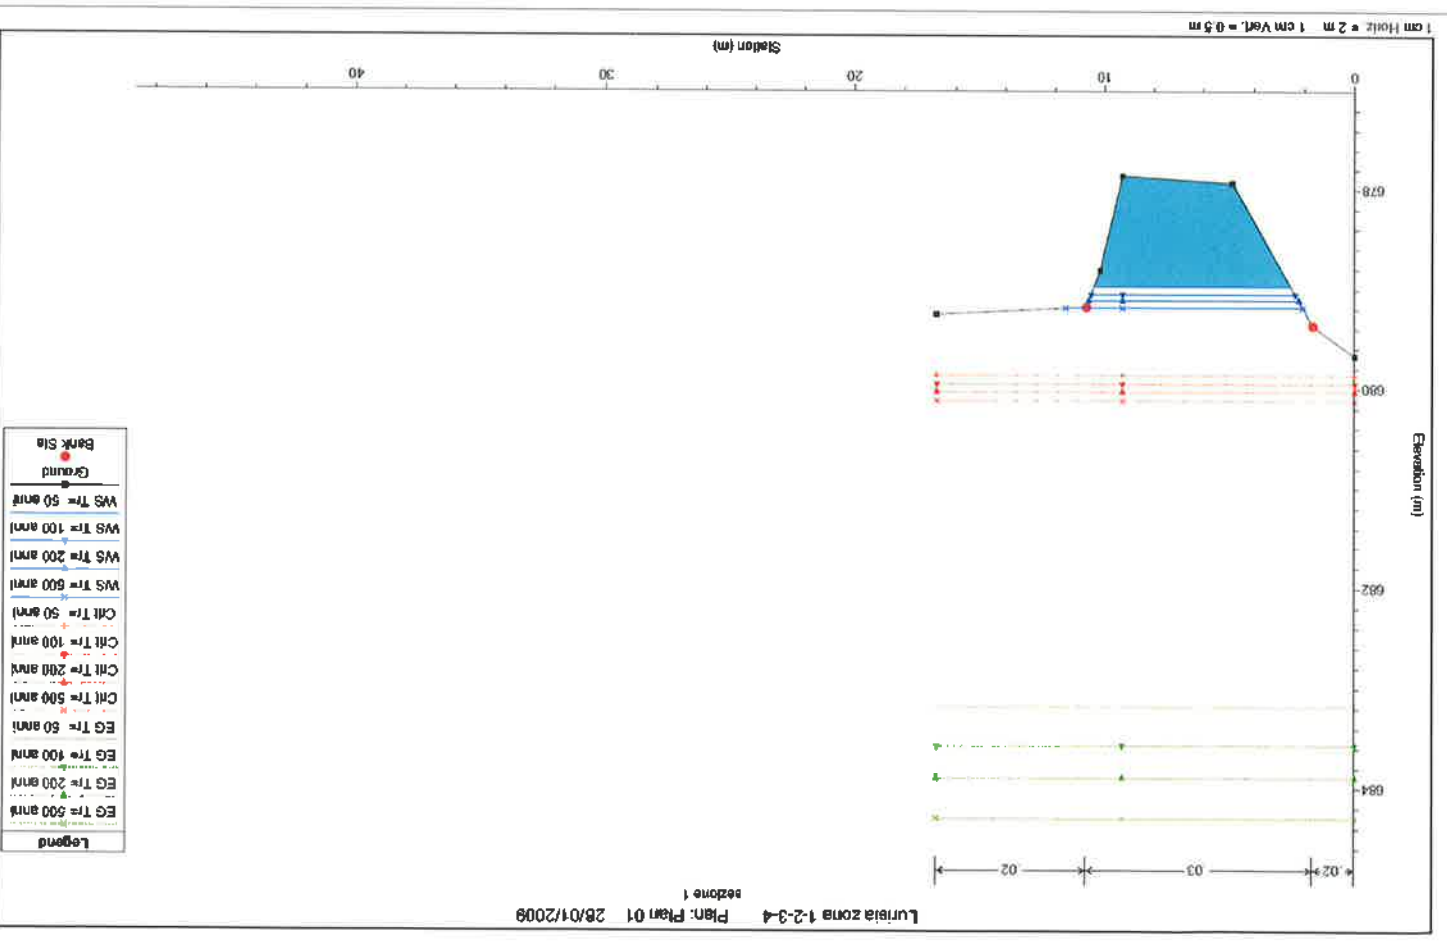 Lurisia zona 1-2-3-4 Plan: Plan 01 28/01/2009
sezione 1
.02
.03
.02
Legend
EG Tr= 500 anni
EG Tr= 200 anni
EG Tr= 100 anni
EG Tr= 50 anni
Crit Tr= 500 anni
Crit Tr= 200 anni
Crit Tr= 100 anni
Crit Tr= 50 anni
WS Tr= 500 anni
WS Tr= 200 anni
WS Tr= 100 anni
WS Tr= 50 anni
Ground
Bank Sta
Elevation (m)
684
682
680
678
0
10
20
30
40
Station (m)
1 cm Horiz. = 2 m 1 cm Vert. = 0.5 m